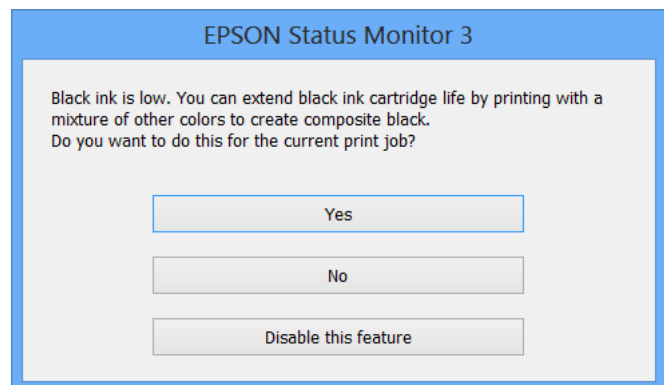 EPSON Status Monitor 3
Black ink is low. You can extend black ink cartridge life by printing with a
mixture of other colors to create composite black.
Do you want to do this for the current print job?
Yes
No
Disable this feature